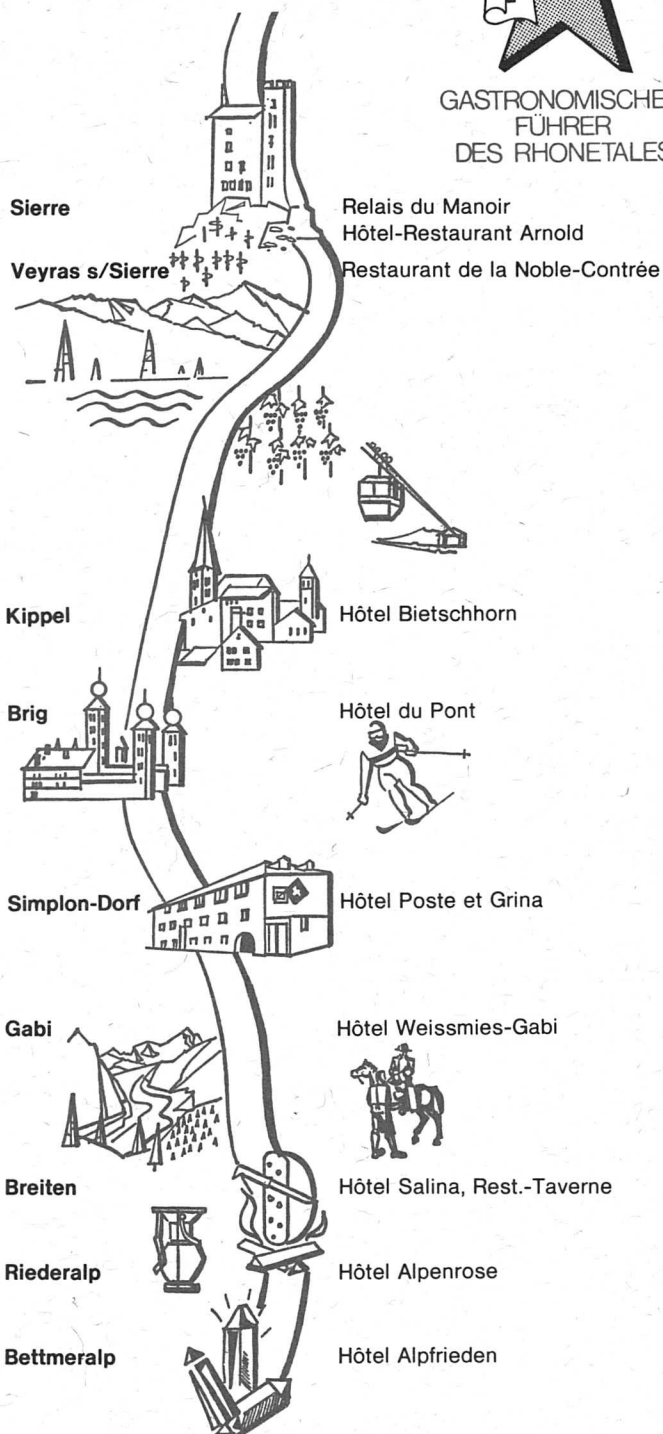 GASTRONOMISCHE
FÜHRER
DES RHONETALES
Sierre
Relais du Manoir
Hôtel-Restaurant Arnold
Veyras s/Sierre
Restaurant de la Noble-Contrée
Kippel
Hôtel Bietschhorn
Brig
Hôtel du Pont
Simplon-Dorf
Hôtel Poste et Grina
Gabi
Hôtel Weissmies-Gabi
Breiten
Hôtel Salina, Rest.-Taverne
Riederalp
Hôtel Alpenrose
Bettmeralp
Hôtel Alpfrieden